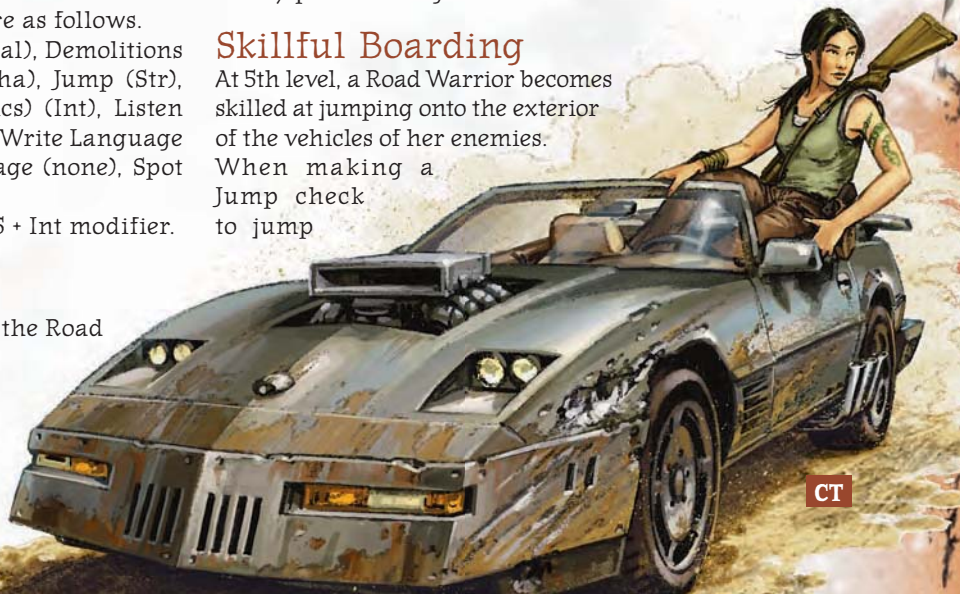 re as follows.
al), Demolitions
ha), Jump (Str),
ics) (Int), Listen
Write Language
age (none), Spot
S + Int modifier.
the Road
Skillful Boarding
At 5th level, a Road Warrior becomes
skilled at jumping onto the exterior
of the vehicles of her enemies.
When making a
Jump check
to jump
CT